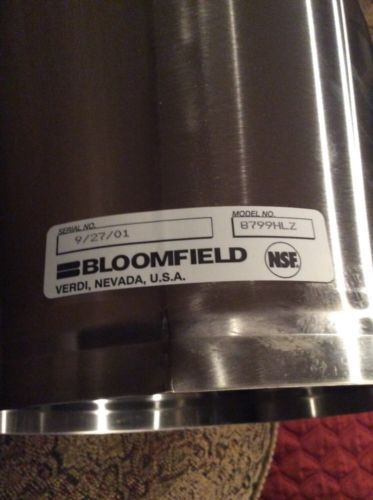 SERIAL NO. MODEL NO.
9/27/01 8799HLZ
BLOOMFIELD NSF.
VERDI, NEVADA, U.S.A.